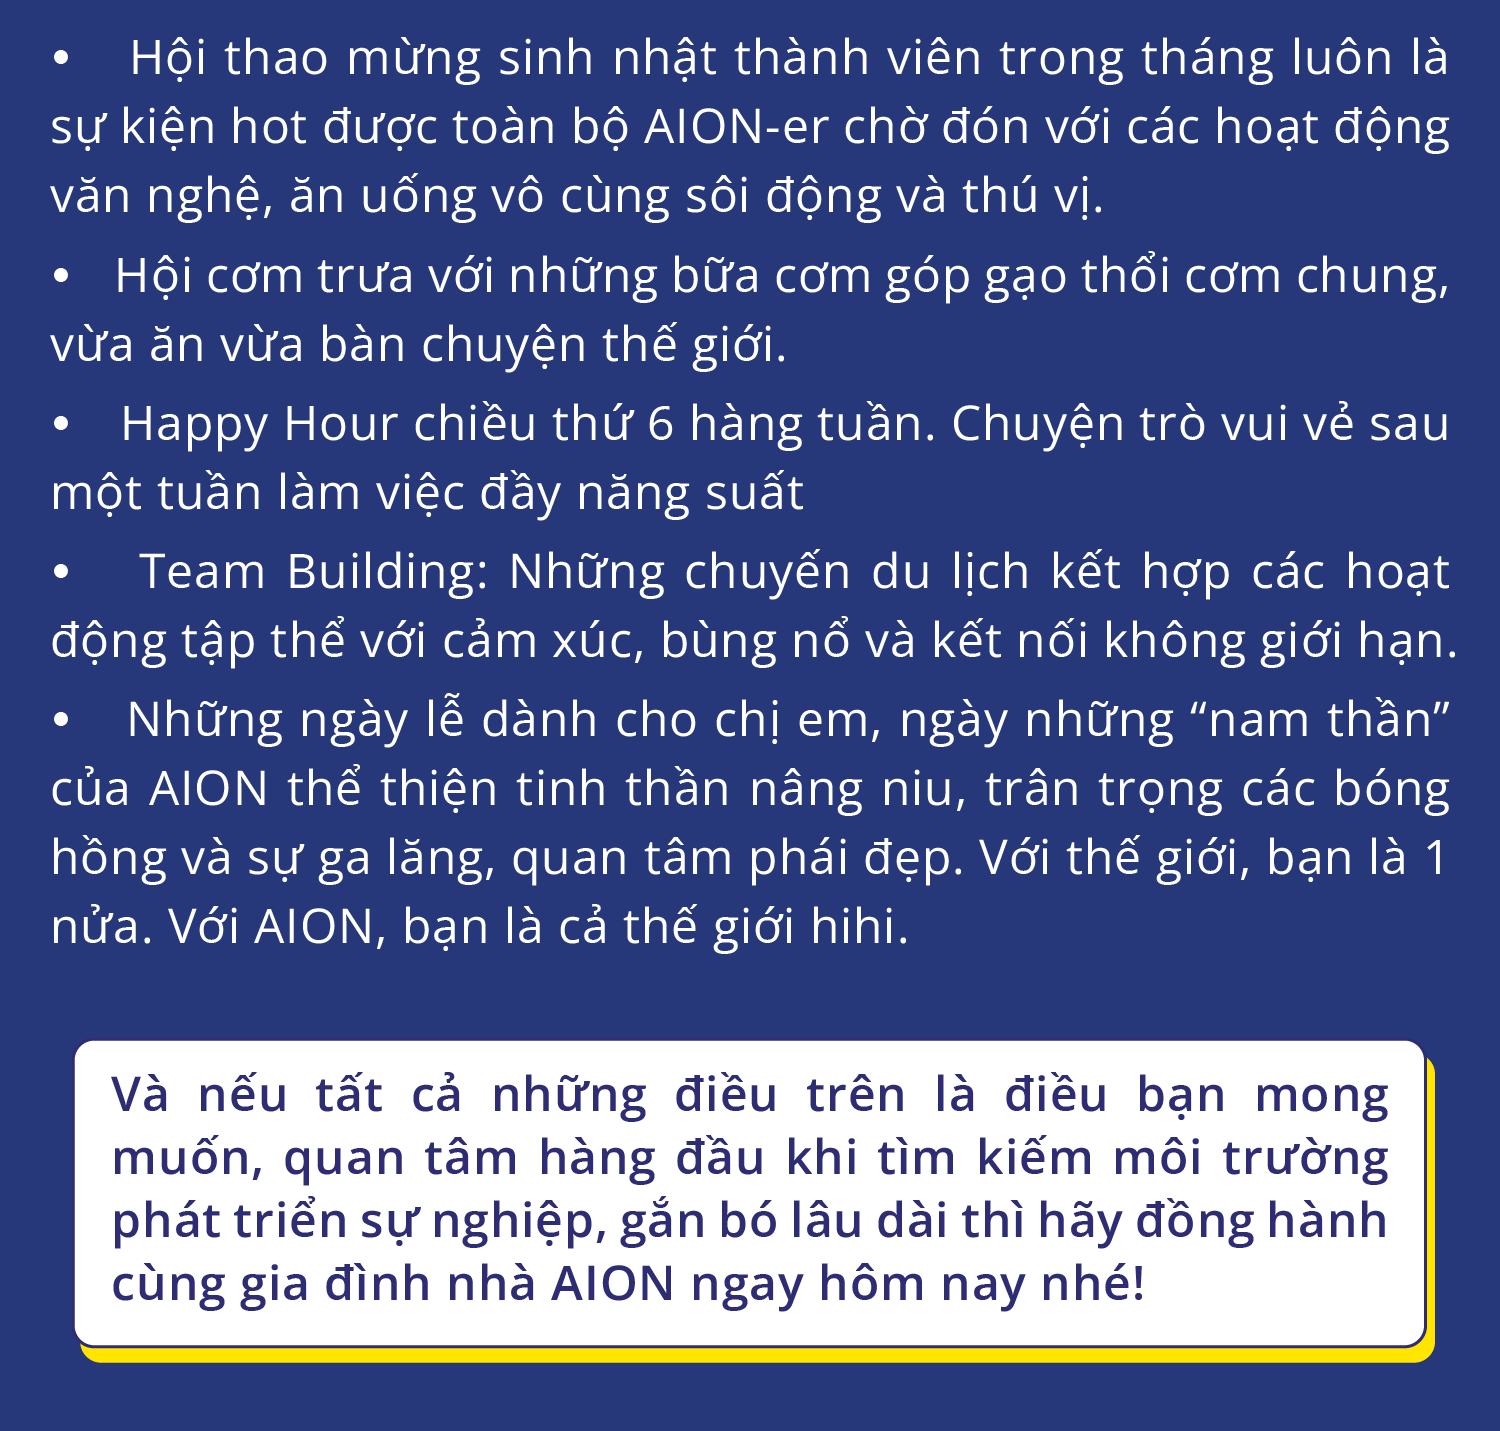 • Hội thao mừng sinh nhật thành viên trong tháng luôn là
sự kiện hot được toàn bộ AION-er chờ đón với các hoạt động
văn nghệ, ăn uống vô cùng sôi động và thú vị.
• Hội cơm trưa với những bữa cơm góp gạo thổi cơm chung,
vừa ăn vừa bàn chuyện thế giới.
• Happy Hour chiều thứ 6 hàng tuần. Chuyện trò vui vẻ sau
một tuần làm việc đầy năng suất
• Team Building: Những chuyến du lịch kết hợp các hoạt
động tập thể với cảm xúc, bùng nổ và kết nối không giới hạn.
• Những ngày lễ dành cho chị em, ngày những “nam thần”
của AION thể thiện tinh thần nâng niu, trân trọng các bóng
hồng và sự ga lăng, quan tâm phái đẹp. Với thế giới, bạn là 1
nửa. Với AION, bạn là cả thế giới hihi.
Và nếu tất cả những điều trên là điều bạn mong
muốn, quan tâm hàng đầu khi tìm kiếm môi trường
phát triển sự nghiệp, gắn bó lâu dài thì hãy đồng hành
cùng gia đình nhà AION ngay hôm nay nhé!